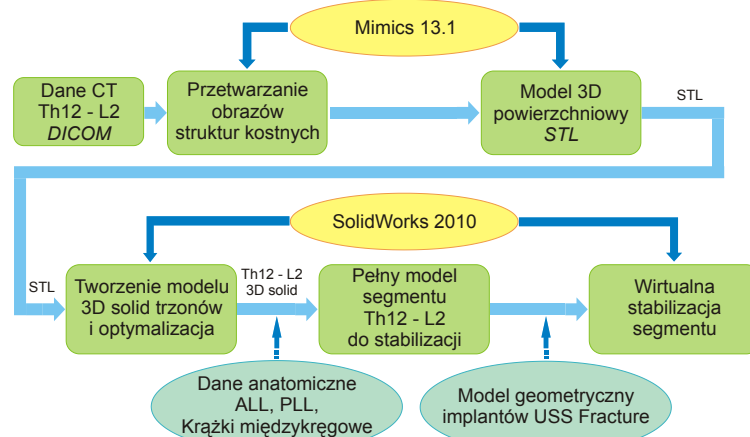 Mimics 13.1
Dane CT
Th12 - L2
DICOM
Przetwarzanie
obrazów
struktur kostnych
Model 3D
powierzchniowy
STL
STL
SolidWorks 2010
STL
Tworzenie modelu
3D solid trzonów
i optymalizacja
Th12 - L2
3D solid
Pełny model
segmentu
Th12 - L2
do stabilizacji
Wirtualna
stabilizacja
segmentu
Dane anatomiczne
ALL, PLL,
Krążki międzykręgowe
Model geometryczny
implantów USS Fracture